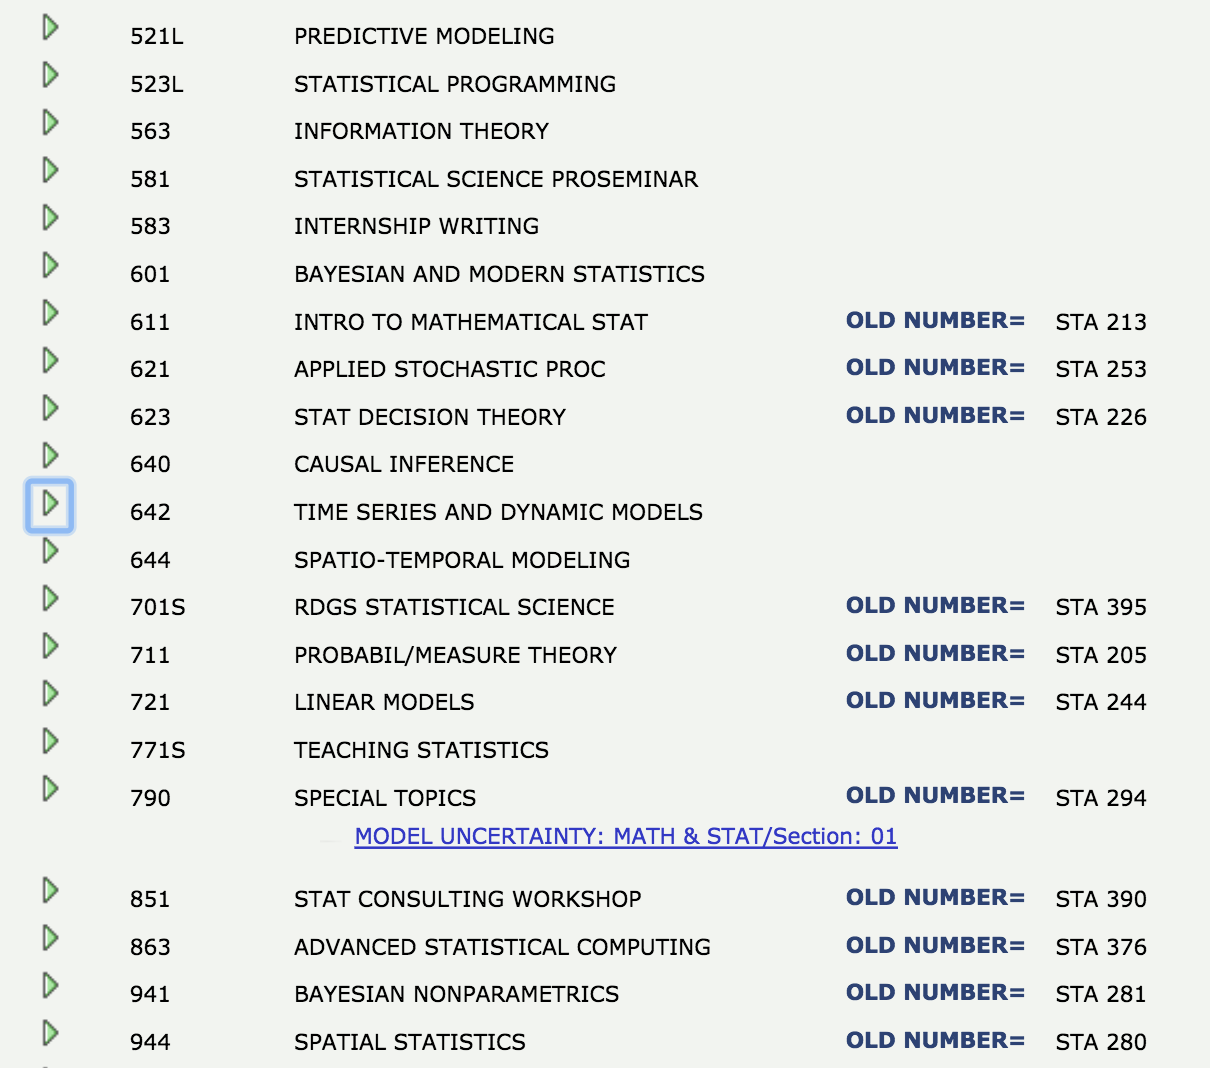 521L PREDICTIVE MODELING
523L STATISTICAL PROGRAMMING
563 INFORMATION THEORY
581 STATISTICAL SCIENCE PROSEMINAR
583 INTERNSHIP WRITING
601 BAYESIAN AND MODERN STATISTICS
611 INTRO TO MATHEMATICAL STAT OLD NUMBER= STA 213
621 APPLIED STOCHASTIC PROC OLD NUMBER= STA 253
623 STAT DECISION THEORY OLD NUMBER= STA 226
640 CAUSAL INFERENCE
642 TIME SERIES AND DYNAMIC MODELS
644 SPATIO-TEMPORAL MODELING
701S RDGS STATISTICAL SCIENCE OLD NUMBER= STA 395
711 PROBABIL/MEASURE THEORY OLD NUMBER= STA 205
721 LINEAR MODELS OLD NUMBER= STA 244
771S TEACHING STATISTICS
790 SPECIAL TOPICS OLD NUMBER= STA 294
MODEL UNCERTAINTY: MATH & STAT/Section: 01
851 STAT CONSULTING WORKSHOP OLD NUMBER= STA 390
863 ADVANCED STATISTICAL COMPUTING OLD NUMBER= STA 376
941 BAYESIAN NONPARAMETRICS OLD NUMBER= STA 281
944 SPATIAL STATISTICS OLD NUMBER= STA 280